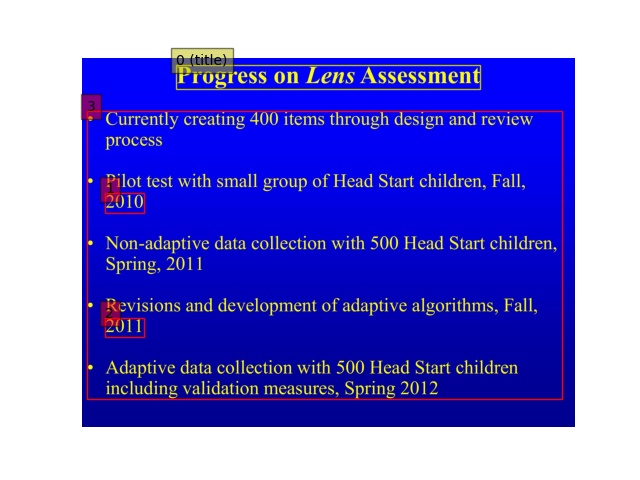 0 (title)
Progress on Lens Assessment
3
• Currently creating 400 items through design and review
process
• Pilot test with small group of Head Start children, Fall,
1
2010
• Non-adaptive data collection with 500 Head Start children,
Spring, 2011
• Revisions and development of adaptive algorithms, Fall,
2
2011
• Adaptive data collection with 500 Head Start children
including validation measures, Spring 2012